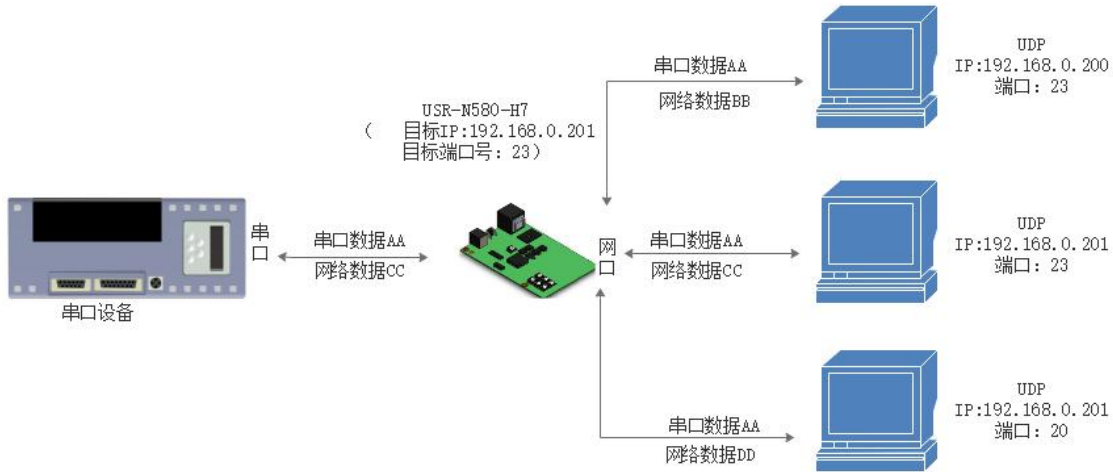 串口数据AA
网络数据BB
UDP
IP:192.168.0.200
端口: 23
USR-N580-H7
( 目标IP:192.168.0.201
目标端口号: 23)
串口
串口数据AA
网络数据CC
网口
串口数据AA
网络数据CC
UDP
IP:192.168.0.201
端口: 23
串口设备
串口数据AA
网络数据DD
UDP
IP:192.168.0.201
端口: 20